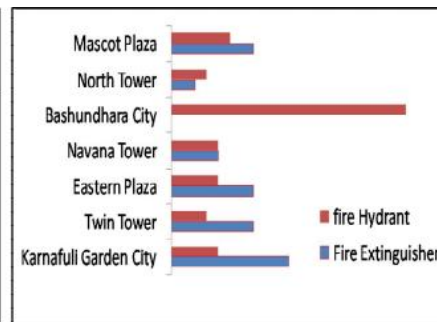 Mascot Plaza
North Tower
Bashundhara City
Navana Tower
Eastern Plaza
Twin Tower
Karnafuli Garden City
fire Hydrant
Fire Extinguisher